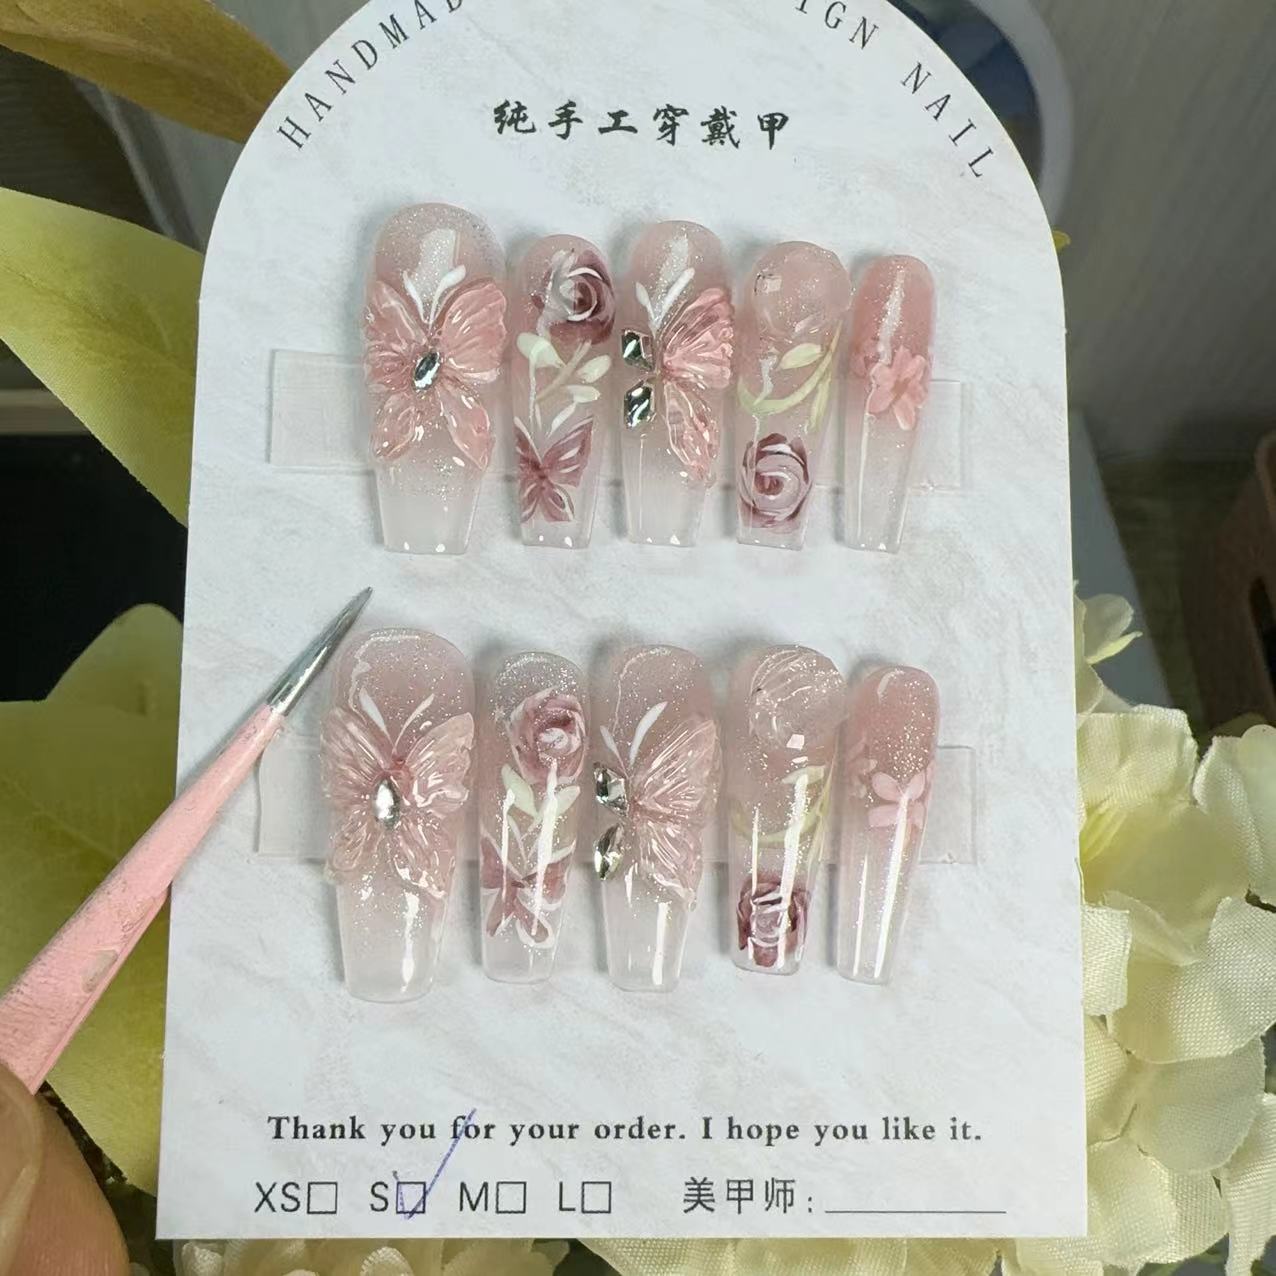 HANDMAD IGN NAIL
纯手工穿戴甲
Thank you for your order. I hope you like it.
XS□ S□ M□ L□ 美甲师: